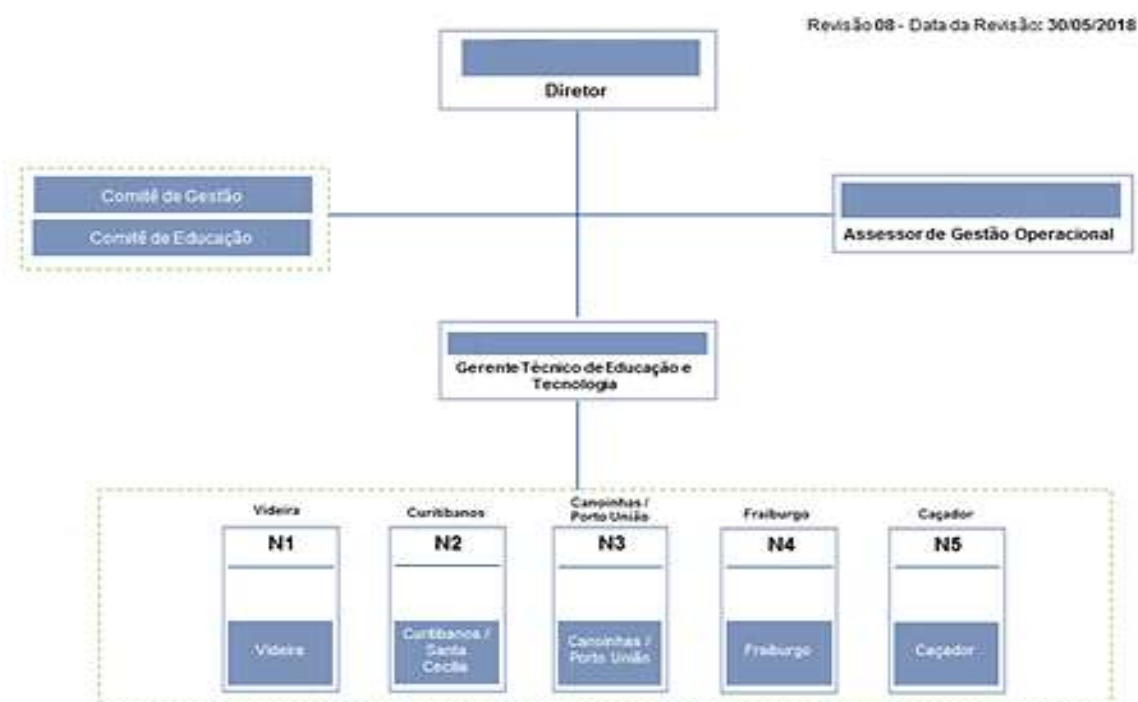 Revisão 08 - Data da Revisão: 30/05/2018
Diretor
Comitê de Gestão
Comitê de Educação
Assessor de Gestão Operacional
Gerente Técnico de Educação e
Tecnologia
Videira
Curitibanos
Canoinhas /
Porto União
Fraiburgo
Caçador
N1
N2
N3
N4
N5
Videira
Curitibanos /
Santa
Cecília
Canoinhas /
Porto União
Fraiburgo
Caçador